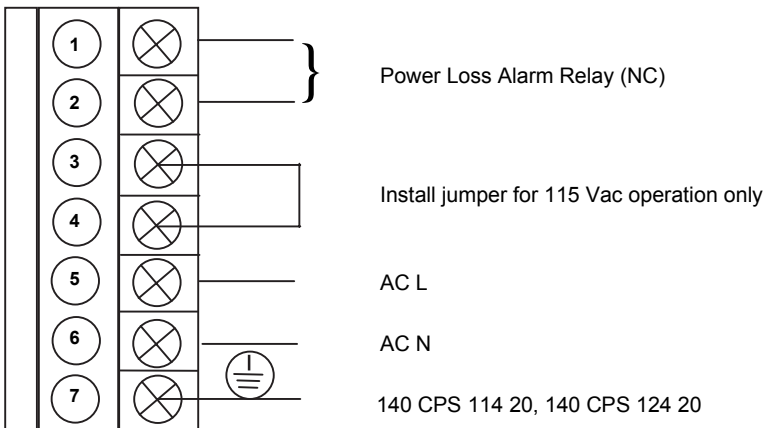 1
2
Power Loss Alarm Relay (NC)
3
4
Install jumper for 115 Vac operation only
5
AC L
6
AC N
7
140 CPS 114 20, 140 CPS 124 20